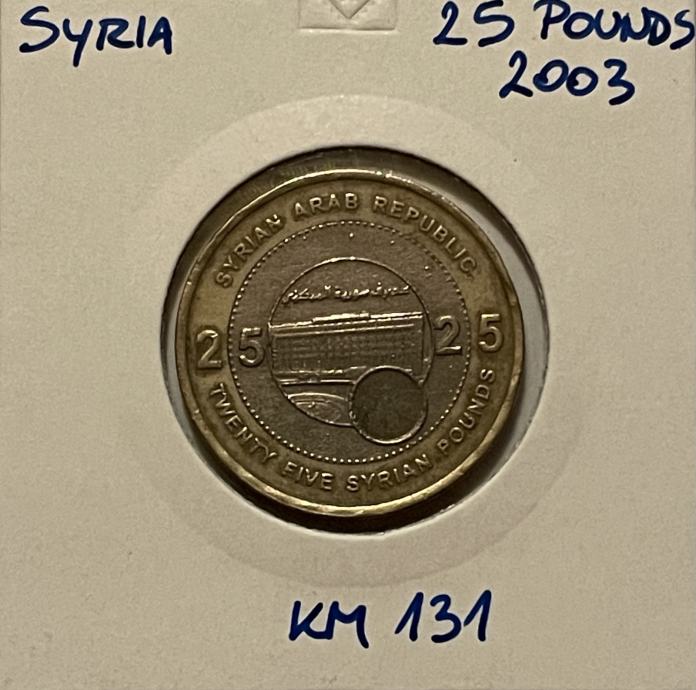 SYRIA
25 POUNDS
2003
SYRIAN ARAB REPUBLIC
25 25
TWENTY FIVE SYRIAN POUNDS
KM 131